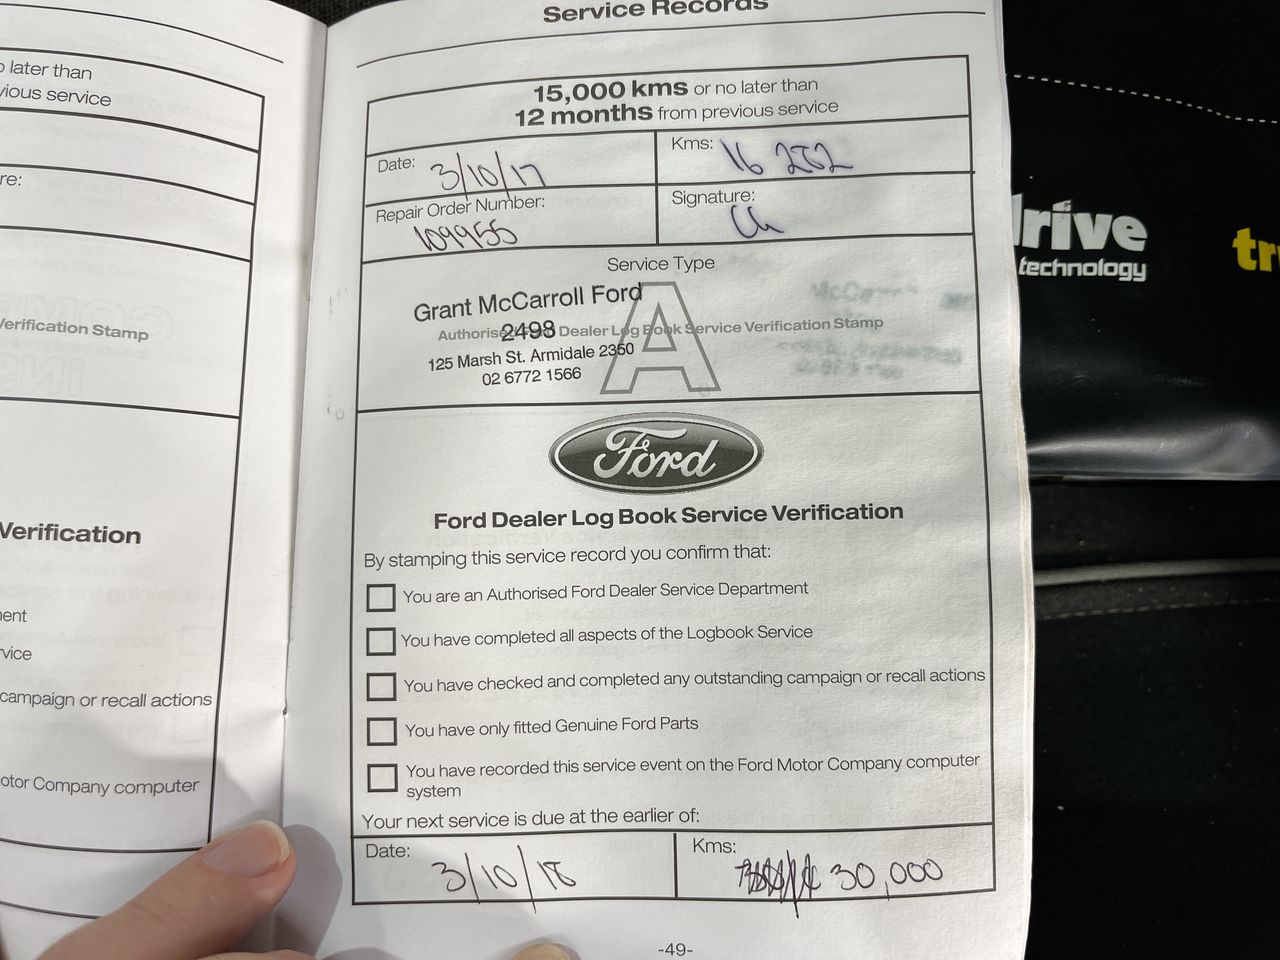 o later than
vious service
re:
Verification Stamp
Verification
ent
vice
campaign or recall actions
otor Company computer
Service Records
15,000 kms or no later than
12 months from previous service
Date: 3/10/17
Kms: 16 282
Repair Order Number:
109955
Signature:
Service Type
A
Grant McCarroll Ford
Authorised Ford Dealer Log Book Service Verification Stamp
2498
125 Marsh St. Armidale 2350
02 6772 1566
Ford
Ford Dealer Log Book Service Verification
By stamping this service record you confirm that:
You are an Authorised Ford Dealer Service Department
You have completed all aspects of the Logbook Service
You have checked and completed any outstanding campaign or recall actions
You have only fitted Genuine Ford Parts
You have recorded this service event on the Ford Motor Company computer
system
Your next service is due at the earlier of:
Date: 3/10/18
Kms: 30,000
-49-
drive
technology
tr